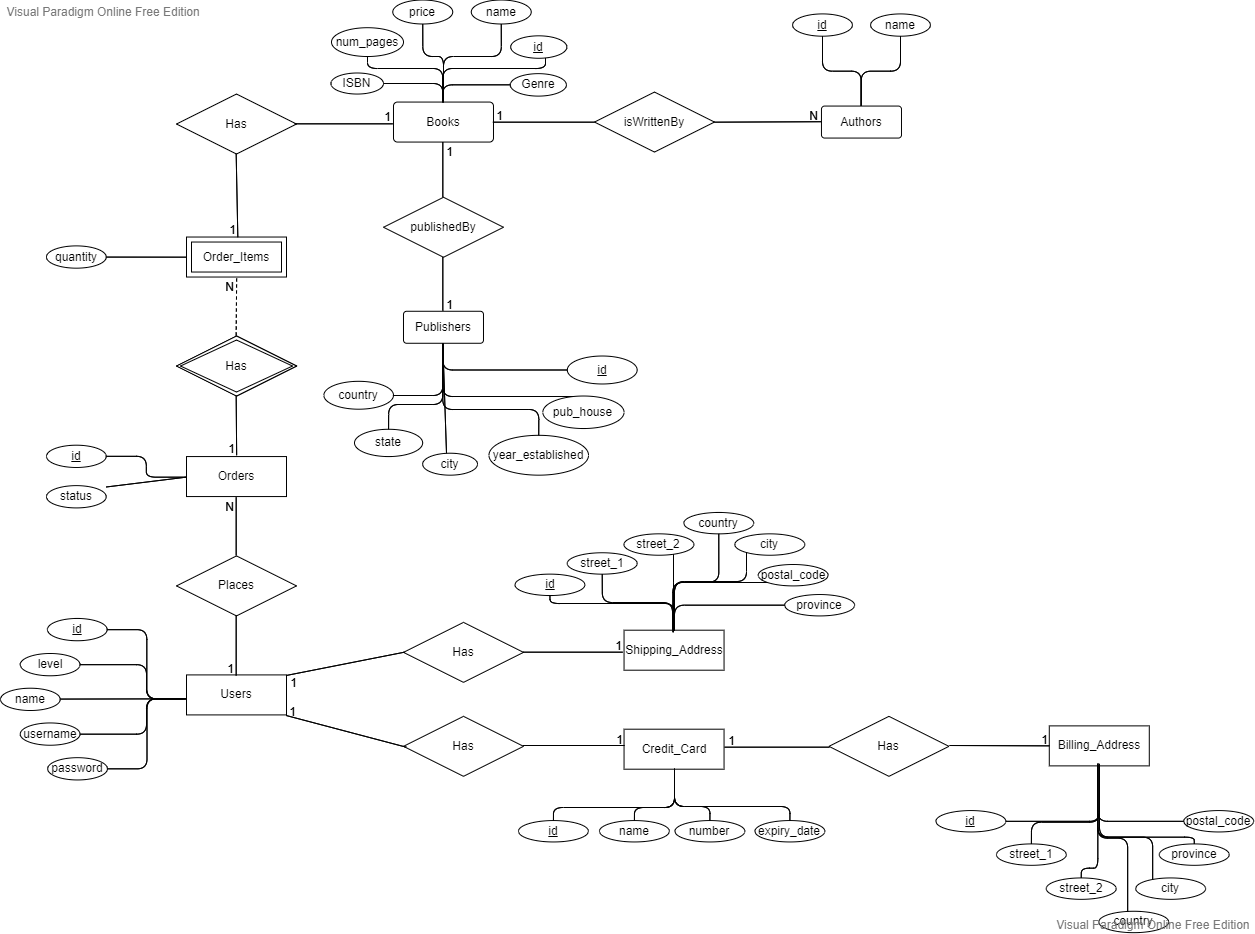 Visual Paradigm Online Free Edition
price
name
num_pages
id
ISBN
Genre
id
name
Has
1
Books
1
isWrittenBy
N
Authors
1
publishedBy
1
quantity
Order_Items
N
1
Publishers
id
Has
country
pub_house
state
year_established
city
1
id
Orders
status
N
country
street_2
city
street_1
postal_code
id
Places
province
id
1
1
Shipping_Address
Has
level
1
Users
name
1
username
1
Credit_Card
1
Has
1
Billing_Address
Has
password
id
name
number
expiry_date
id
postal_code
street_1
province
street_2
city
country
Visual Paradigm Online Free Edition